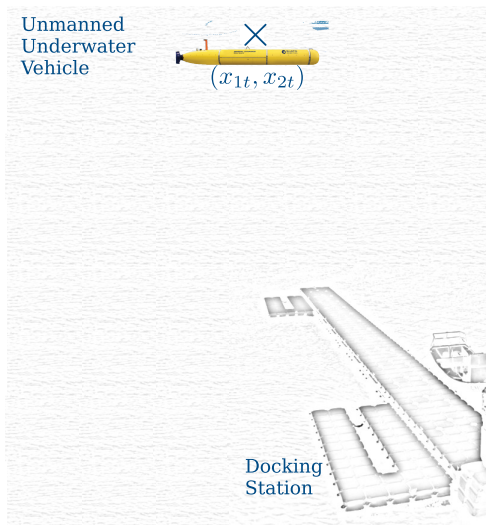 Unmanned
Underwater
Vehicle
(x_{1t}, x_{2t})
Docking
Station